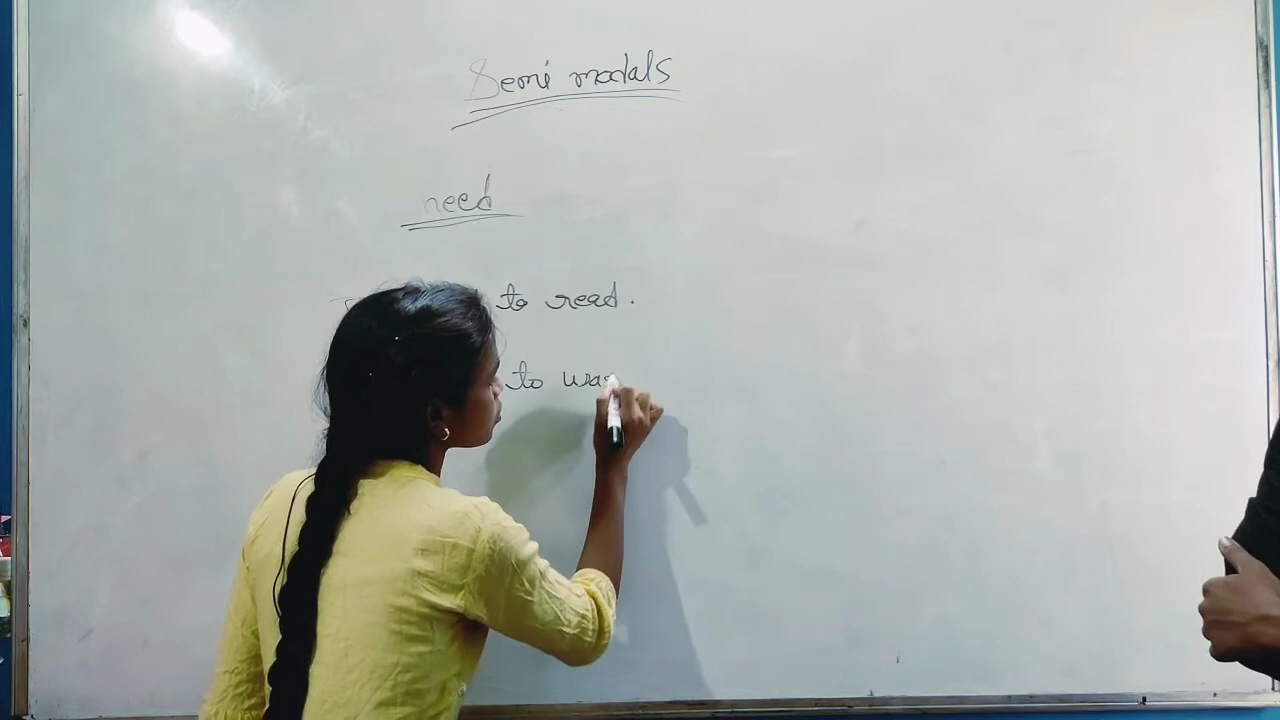 Semi modals
need
to read.
to